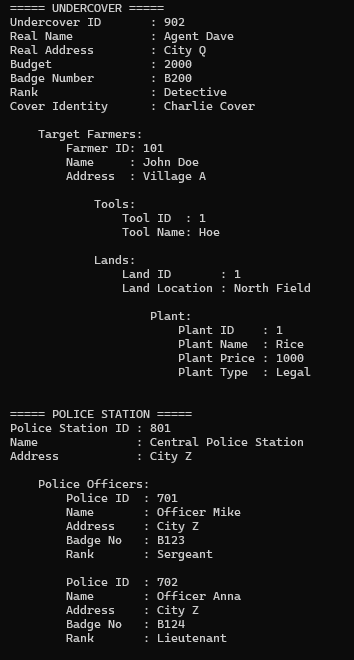 ===== UNDERCOVER =====
Undercover ID       : 902
Real Name           : Agent Dave
Real Address        : City Q
Budget              : 2000
Badge Number        : B200
Rank                : Detective
Cover Identity      : Charlie Cover

    Target Farmers:
        Farmer ID: 101
        Name     : John Doe
        Address  : Village A

            Tools:
                Tool ID  : 1
                Tool Name: Hoe

            Lands:
                Land ID       : 1
                Land Location : North Field

                    Plant:
                        Plant ID    : 1
                        Plant Name  : Rice
                        Plant Price : 1000
                        Plant Type  : Legal

===== POLICE STATION =====
Police Station ID : 801
Name              : Central Police Station
Address           : City Z

    Police Officers:
        Police ID  : 701
        Name       : Officer Mike
        Address    : City Z
        Badge No   : B123
        Rank       : Sergeant

        Police ID  : 702
        Name       : Officer Anna
        Address    : City Z
        Badge No   : B124
        Rank       : Lieutenant